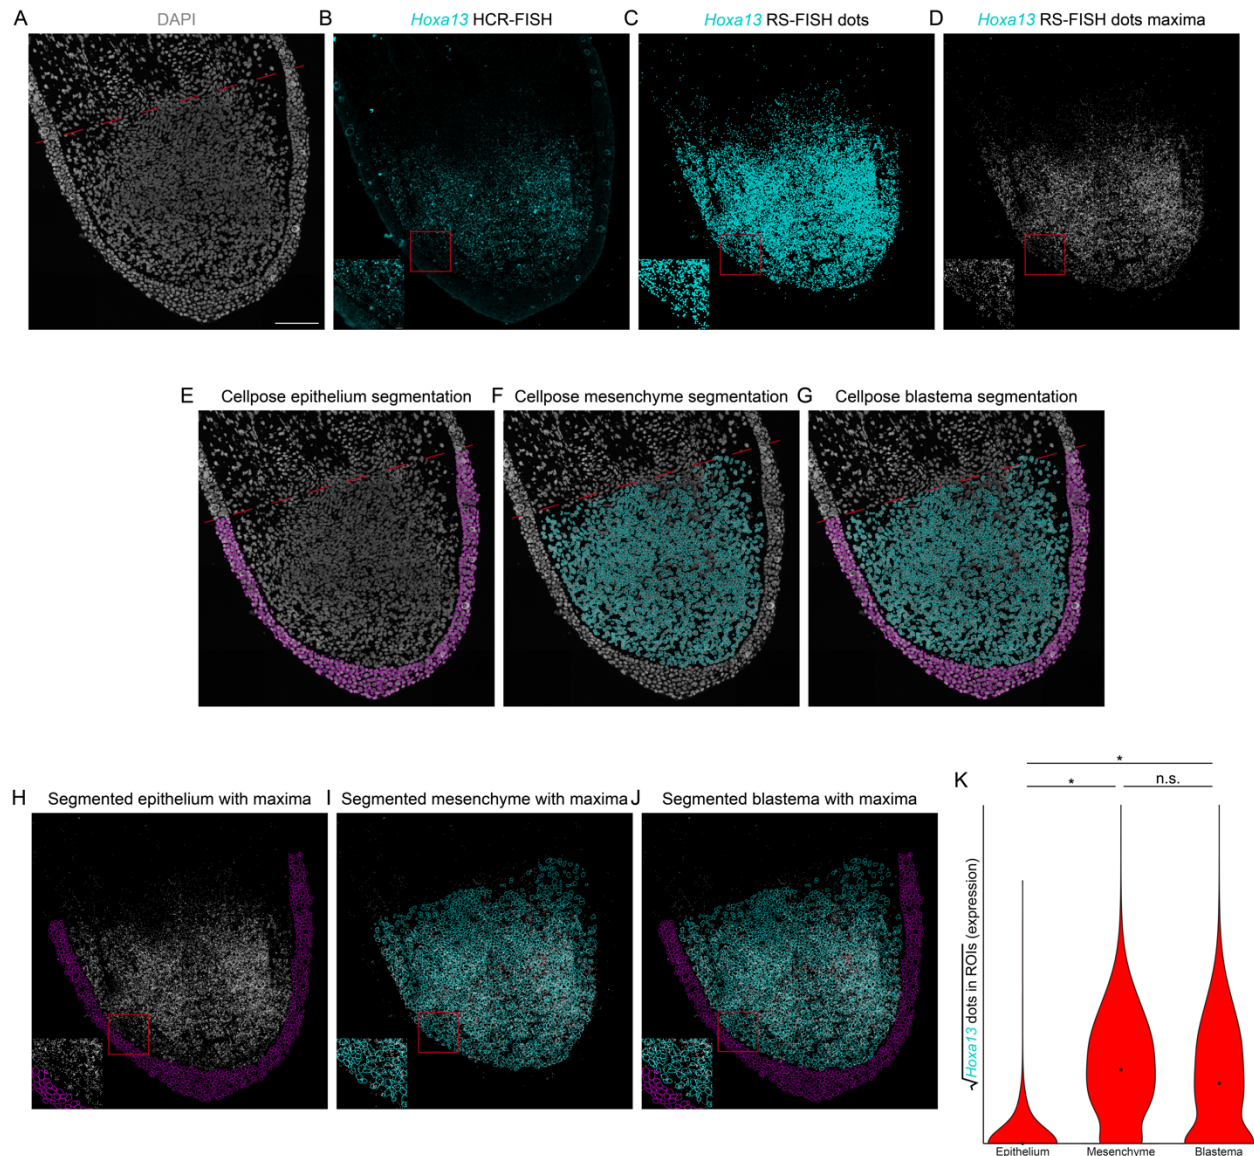 A
DAPI
B
Hoxa13 HCR-FISH
C
Hoxa13 RS-FISH dots
D
Hoxa13 RS-FISH dots maxima
E
Cellpose epithelium segmentation
F
Cellpose mesenchyme segmentation
G
Cellpose blastema segmentation
H
Segmented epithelium with maxima
I
Segmented mesenchyme with maxima
J
Segmented blastema with maxima
K
*
*
n.s.
√Hoxa13 dots in ROIs (expression)
Epithelium
Mesenchyme
Blastema